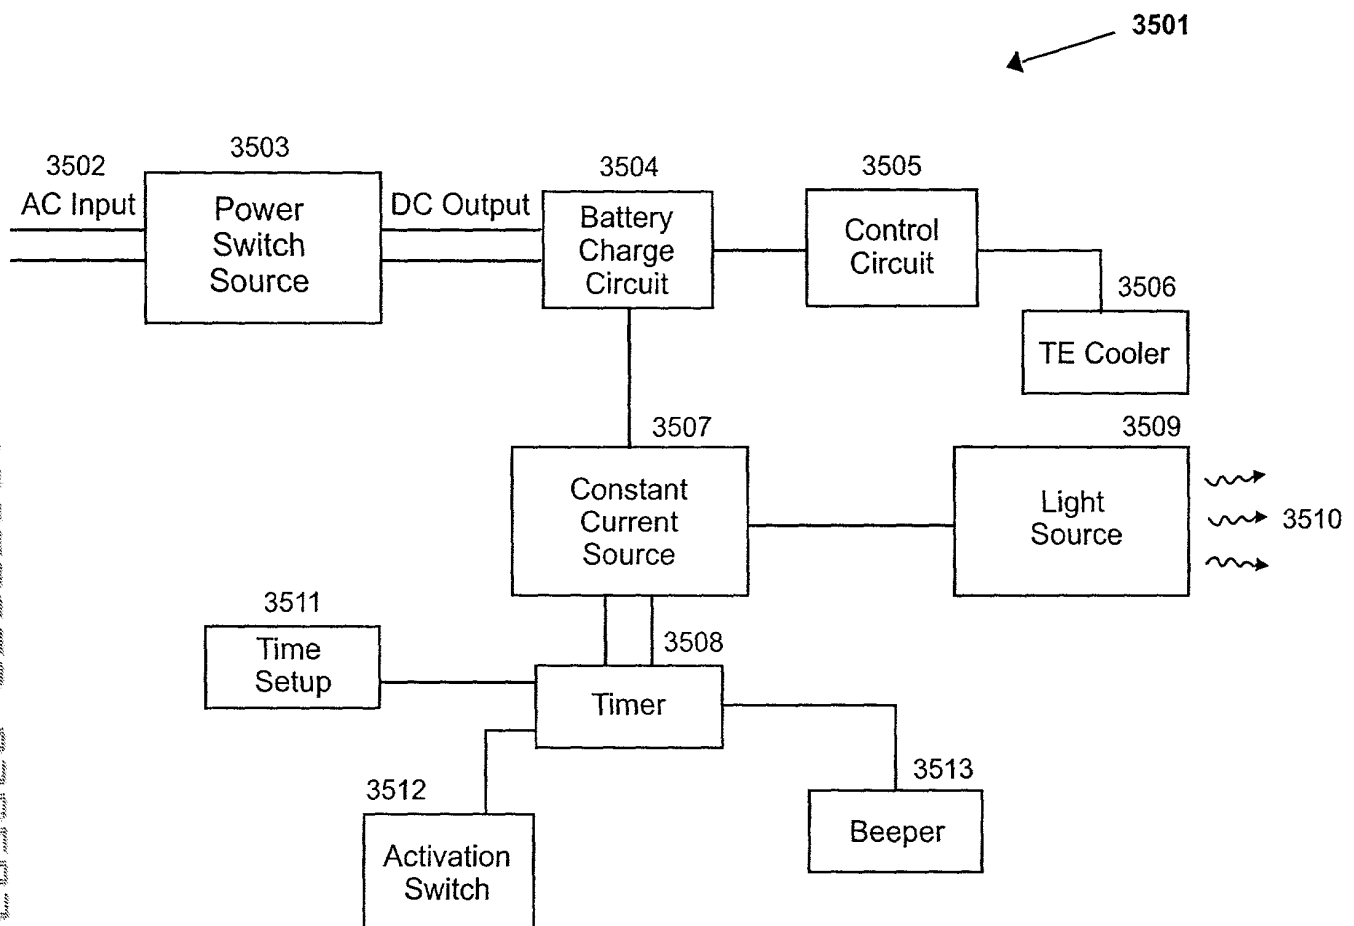 3501
3502
AC Input
3503
Power
Switch
Source
DC Output
3504
Battery
Charge
Circuit
3505
Control
Circuit
3506
TE Cooler
3507
Constant
Current
Source
3509
Light
Source
3510
3511
Time
Setup
3508
Timer
3512
Activation
Switch
3513
Beeper